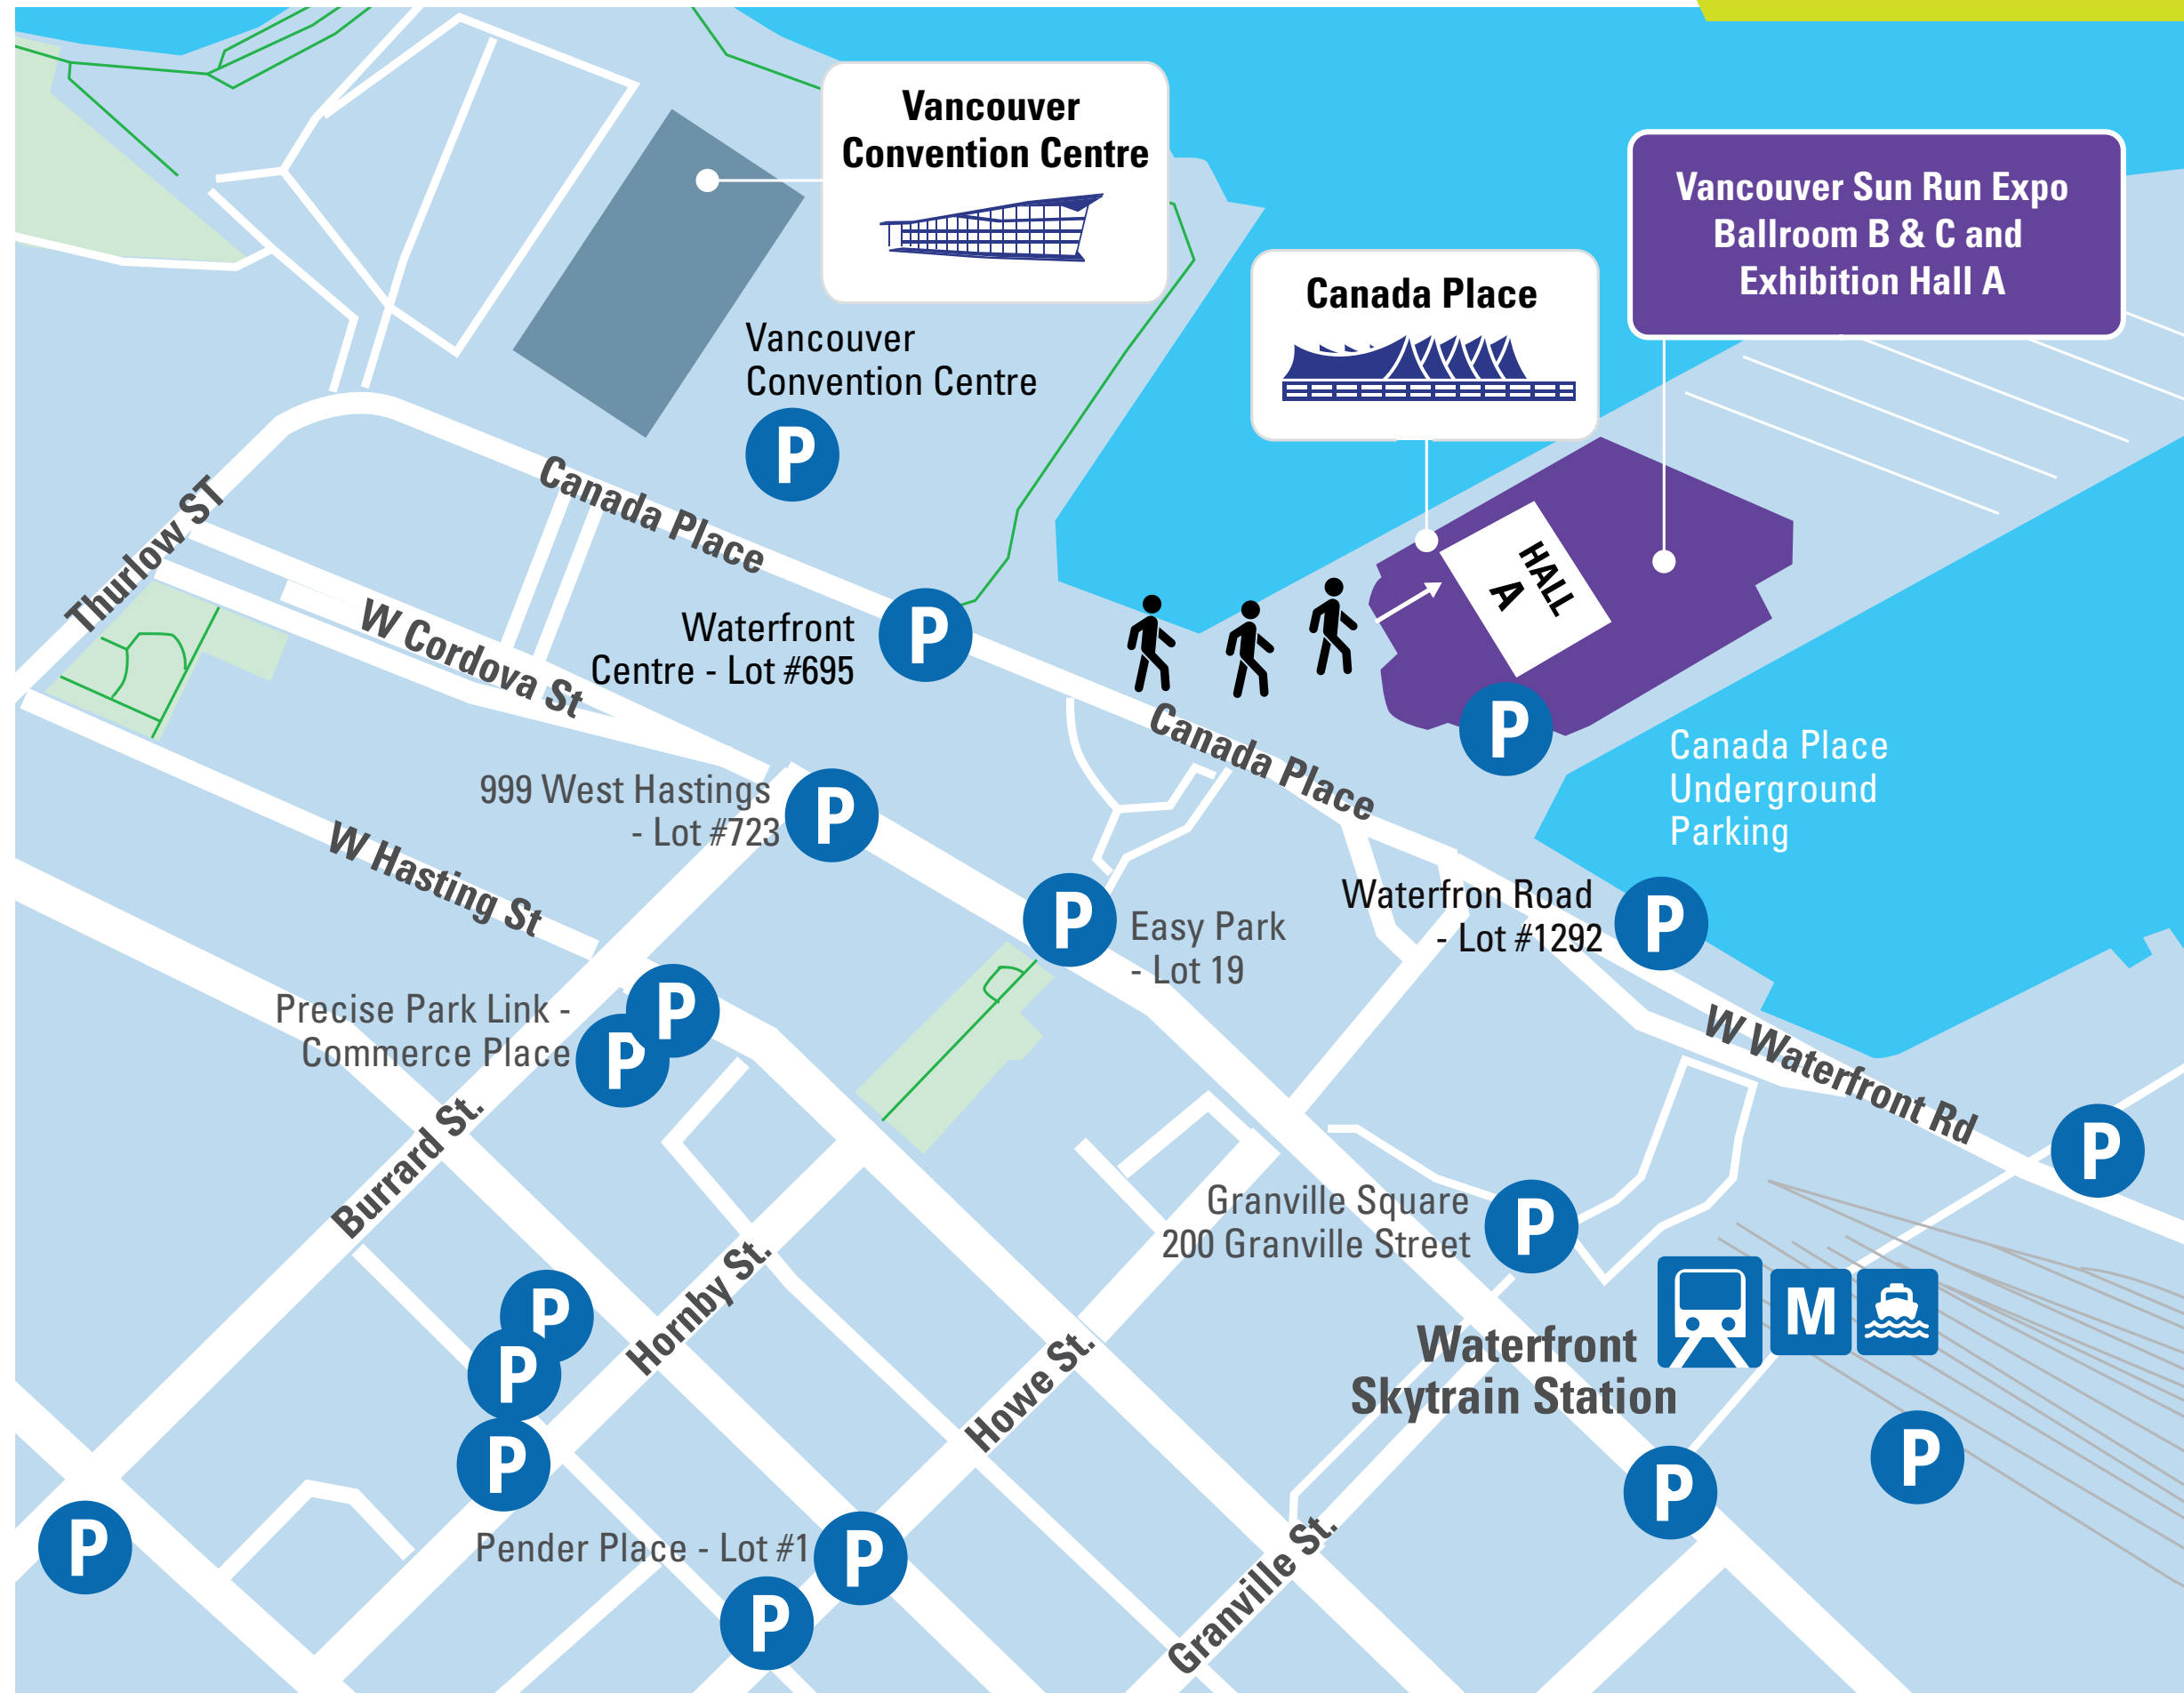 Vancouver
Convention Centre
Vancouver Sun Run Expo
Ballroom B & C and
Exhibition Hall A
Canada Place
Vancouver
Convention Centre
P
Canada Place
Thurlow ST
HALL
A
W Cordova St
Waterfront
Centre - Lot #695
P
Canada Place
P
Canada Place
Underground
Parking
999 West Hastings
- Lot #723
P
W Hasting St
P
Easy Park
- Lot 19
Waterfron Road
- Lot #1292
P
Precise Park Link -
Commerce Place
P
P
W Waterfront Rd
Burrard St.
P
Granville Square
200 Granville Street
P
Hornby St.
P
P
P
Howe St.
Waterfront
Skytrain Station
M
P
P
P
Pender Place - Lot #1
P
P
Granville St.